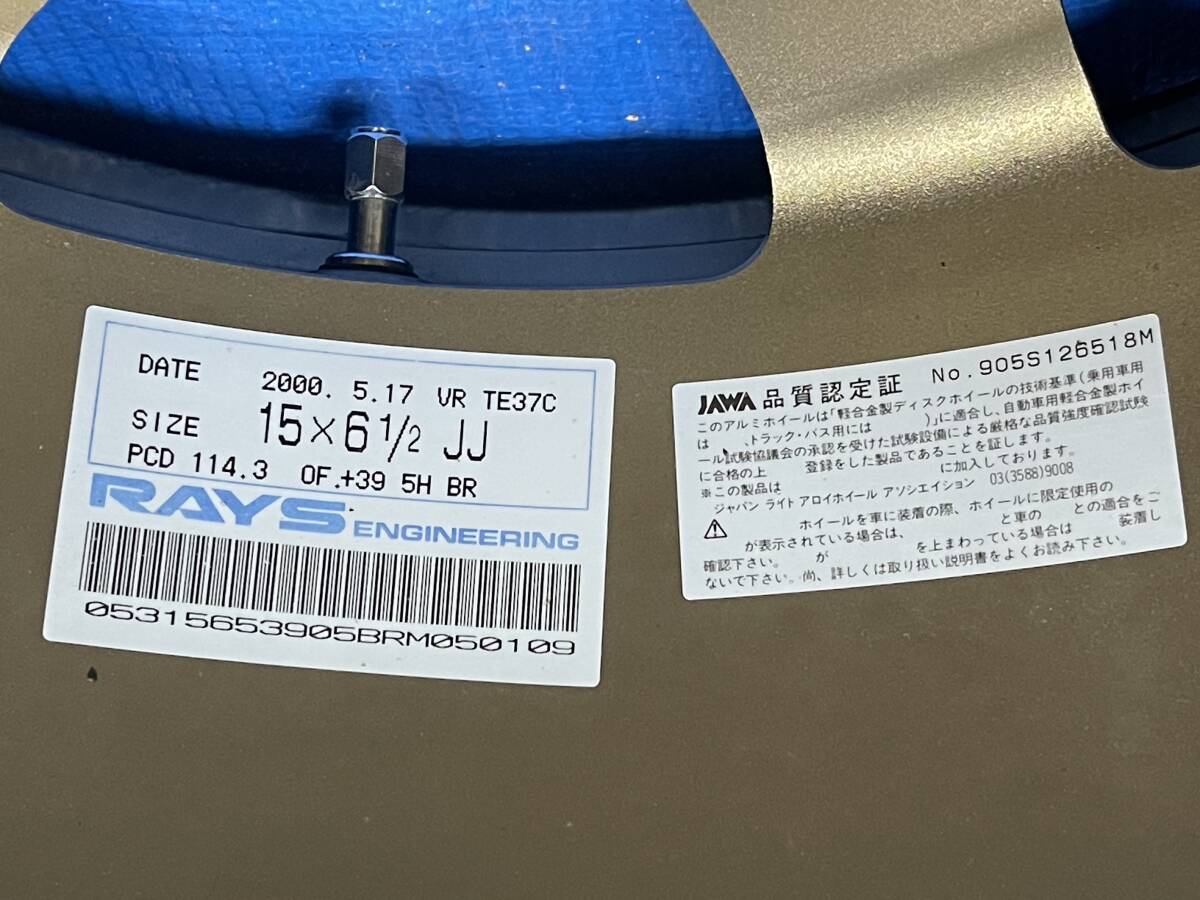 DATE 2000. 5.17 VR TE37C
SIZE 15×6 1/2 JJ
PCD 114.3 OF.+39 5H BR
RAYS ENGINEERING
05315653905BRM050109
JAWA 品質認定証 No.905S126518M
このアルミホイールは「軽合金製ディスクホイールの技術基準(乗用車用
は 、トラック・バス用には )」に適合し、自動車用軽合金製ホイ
ール試験協議会の承認を受けた試験設備による厳格な品質強度確認試験
に合格の上 登録をした製品であることを証します。
※この製品は に加入しております。
ジャパン ライト アロイホイール アソシエイション 03(3588)9008
ホイールを車に装着の際、ホイールに限定使用の
が表示されている場合は、 と車の との適合をご
確認下さい。 が を上まわっている場合は 装着し
ないで下さい。尚、詳しくは取り扱い説明書をよくお読み下さい。